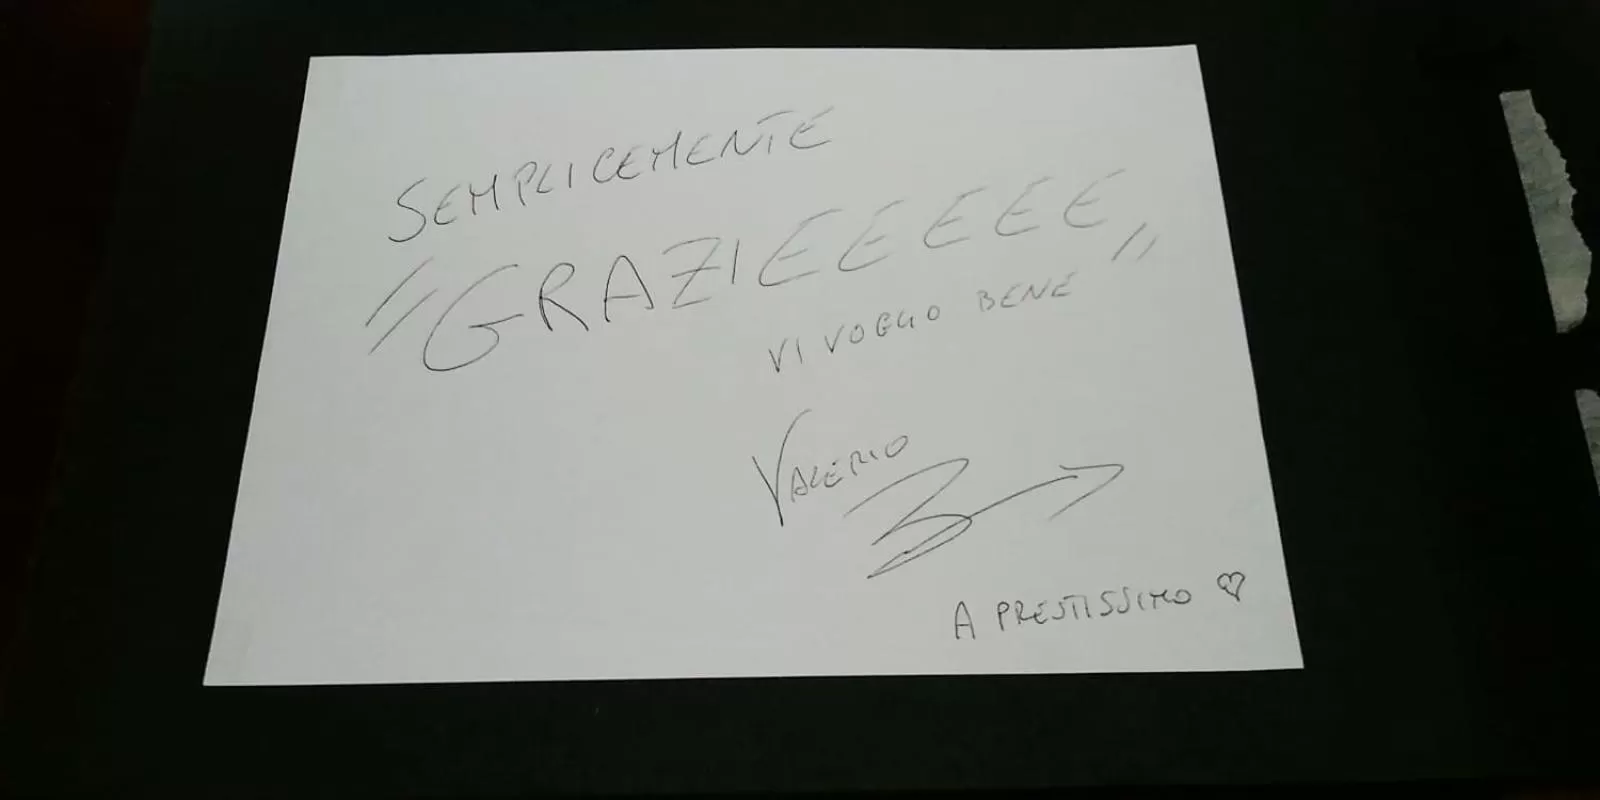 SEMPLICEMENTE
"GRAZIEEEEEE"
VI VOGLIO BENE
VALERIO
A PRESTISSIMO ♡